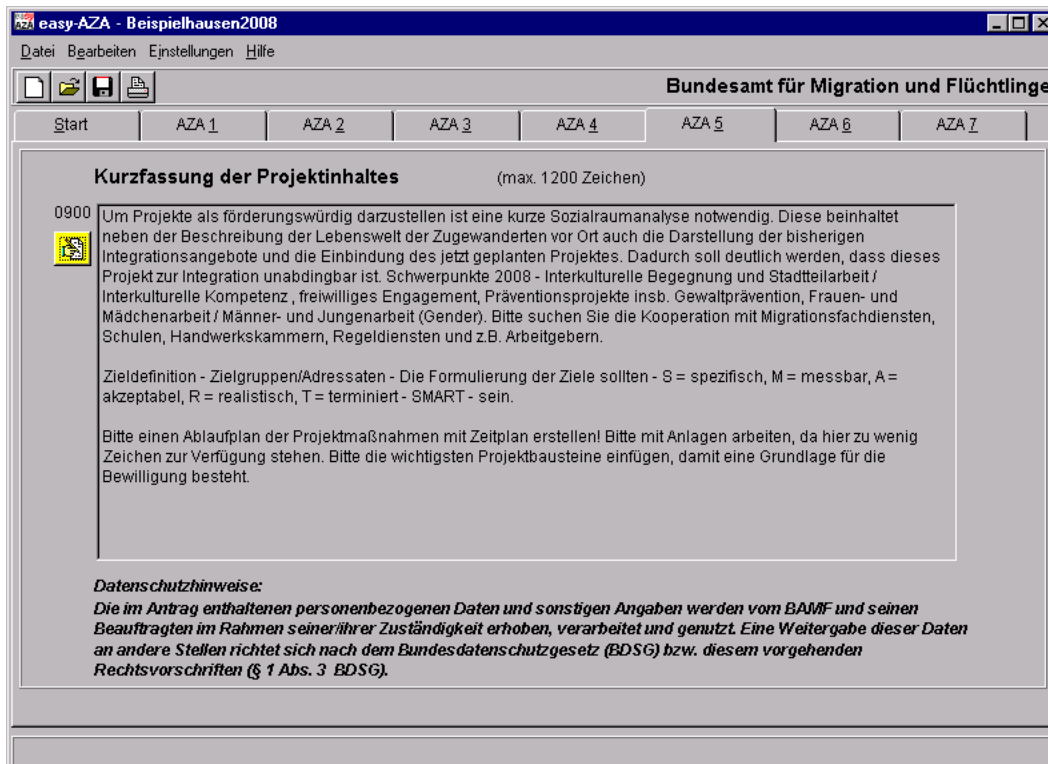 easy-AZA - Beispielhausen2008
Datei Bearbeiten Einstellungen Hilfe
Bundesamt für Migration und Flüchtlinge
Start AZA 1 AZA 2 AZA 3 AZA 4 AZA 5 AZA 6 AZA 7
Kurzfassung der Projektinhaltes (max. 1200 Zeichen)
0900
Um Projekte als förderungswürdig darzustellen ist eine kurze Sozialraumanalyse notwendig. Diese beinhaltet
neben der Beschreibung der Lebenswelt der Zugewanderten vor Ort auch die Darstellung der bisherigen
Integrationsangebote und die Einbindung des jetzt geplanten Projektes. Dadurch soll deutlich werden, dass dieses
Projekt zur Integration unabdingbar ist. Schwerpunkte 2008 - Interkulturelle Begegnung und Stadtteilarbeit /
Interkulturelle Kompetenz , freiwilliges Engagement, Präventionsprojekte insb. Gewaltprävention, Frauen- und
Mädchenarbeit / Männer- und Jungenarbeit (Gender). Bitte suchen Sie die Kooperation mit Migrationsfachdiensten,
Schulen, Handwerkskammern, Regeldiensten und z.B. Arbeitgebern.
Zieldefinition - Zielgruppen/Adressaten - Die Formulierung der Ziele sollten - S = spezifisch, M = messbar, A =
akzeptabel, R = realistisch, T = terminiert - SMART - sein.
Bitte einen Ablaufplan der Projektmaßnahmen mit Zeitplan erstellen! Bitte mit Anlagen arbeiten, da hier zu wenig
Zeichen zur Verfügung stehen. Bitte die wichtigsten Projektbausteine einfügen, damit eine Grundlage für die
Bewilligung besteht.
Datenschutzhinweise:
Die im Antrag enthaltenen personenbezogenen Daten und sonstigen Angaben werden vom BAMF und seinen
Beauftragten im Rahmen seiner/ihrer Zuständigkeit erhoben, verarbeitet und genutzt. Eine Weitergabe dieser Daten
an andere Stellen richtet sich nach dem Bundesdatenschutzgesetz (BDSG) bzw. diesem vorgehenden
Rechtsvorschriften (§ 1 Abs. 3 BDSG).